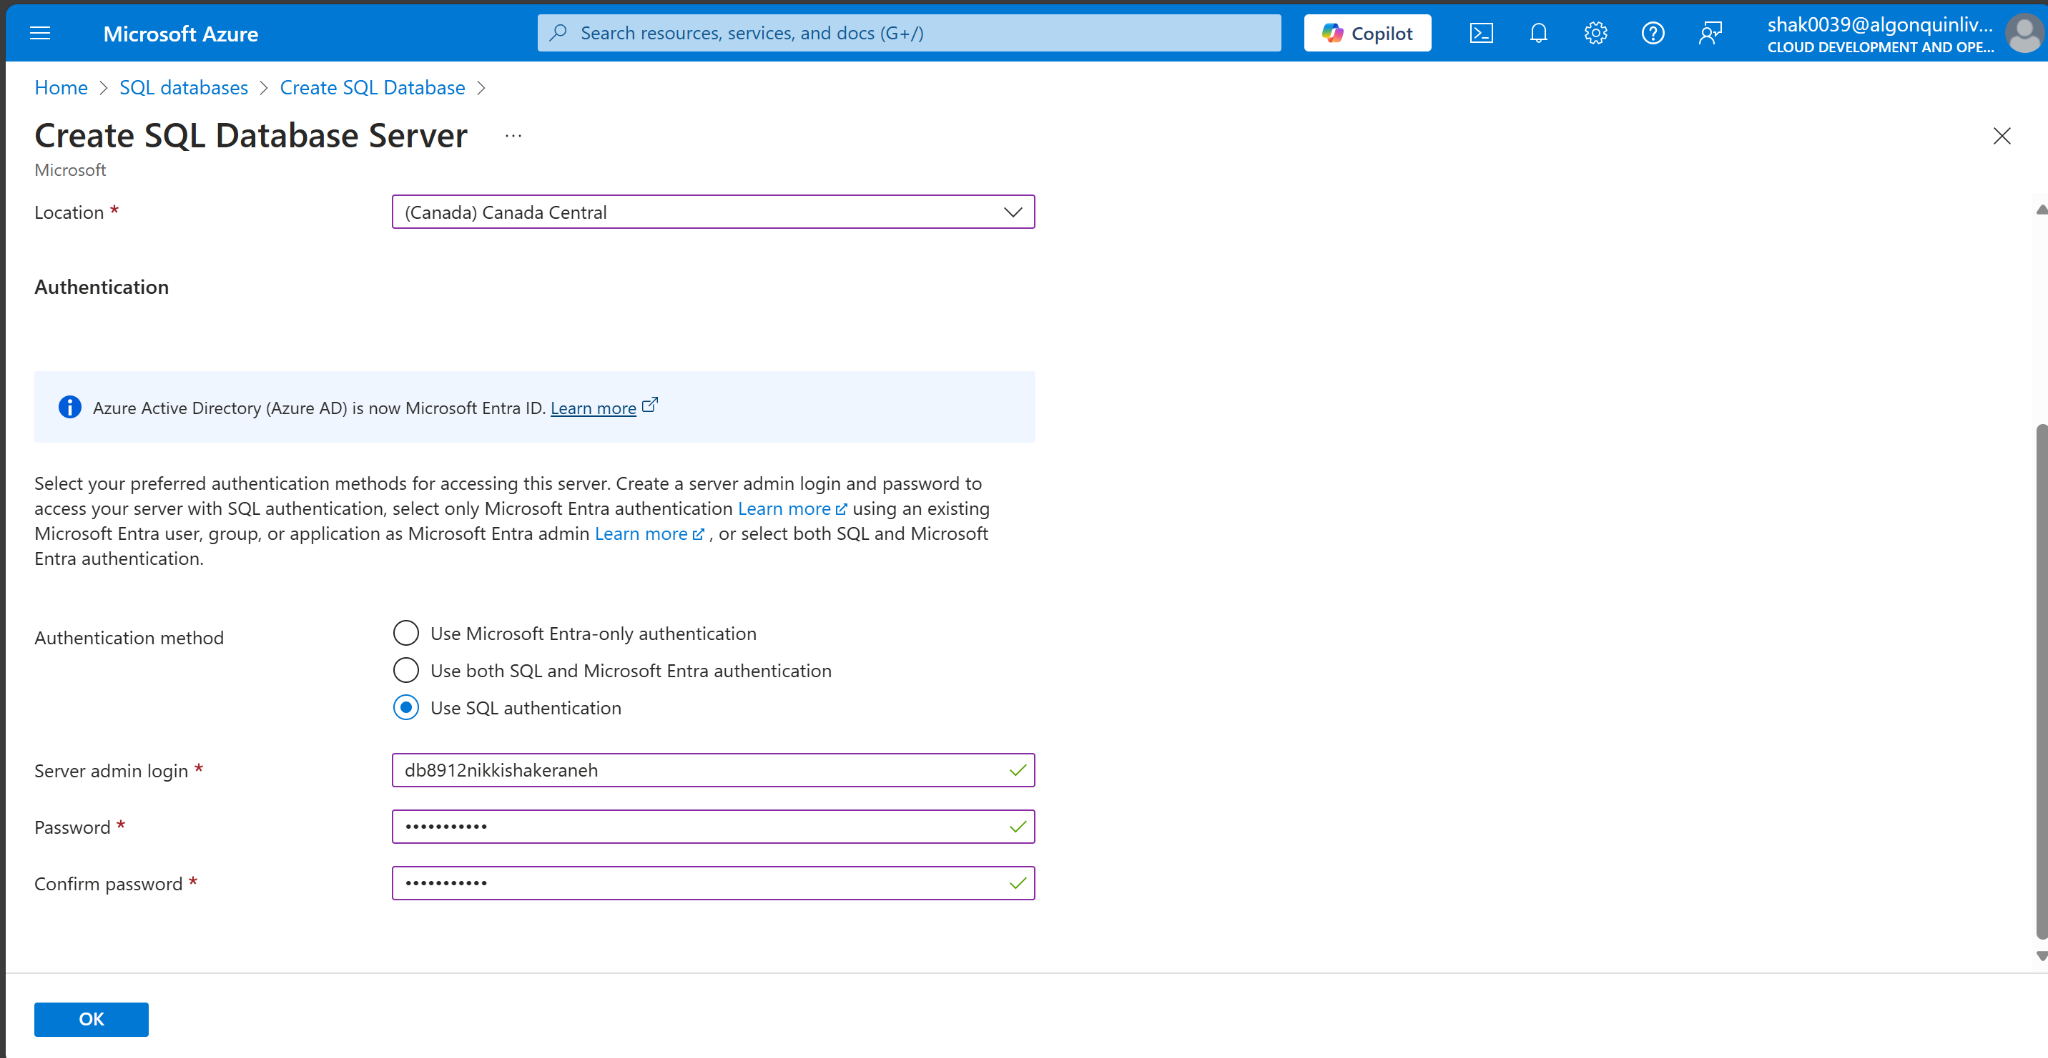 Microsoft Azure
Search resources, services, and docs (G+/)
Copilot
shak0039@algonquinliv...
CLOUD DEVELOPMENT AND OPE...
Home > SQL databases > Create SQL Database >
Create SQL Database Server ...
Microsoft
Location *
(Canada) Canada Central
Authentication
Azure Active Directory (Azure AD) is now Microsoft Entra ID. Learn more
Select your preferred authentication methods for accessing this server. Create a server admin login and password to
access your server with SQL authentication, select only Microsoft Entra authentication Learn more using an existing
Microsoft Entra user, group, or application as Microsoft Entra admin Learn more , or select both SQL and Microsoft
Entra authentication.
Authentication method
Use Microsoft Entra-only authentication
Use both SQL and Microsoft Entra authentication
Use SQL authentication
Server admin login *
db8912nikkishakeraneh
Password *
•••••••••••
Confirm password *
•••••••••••
OK